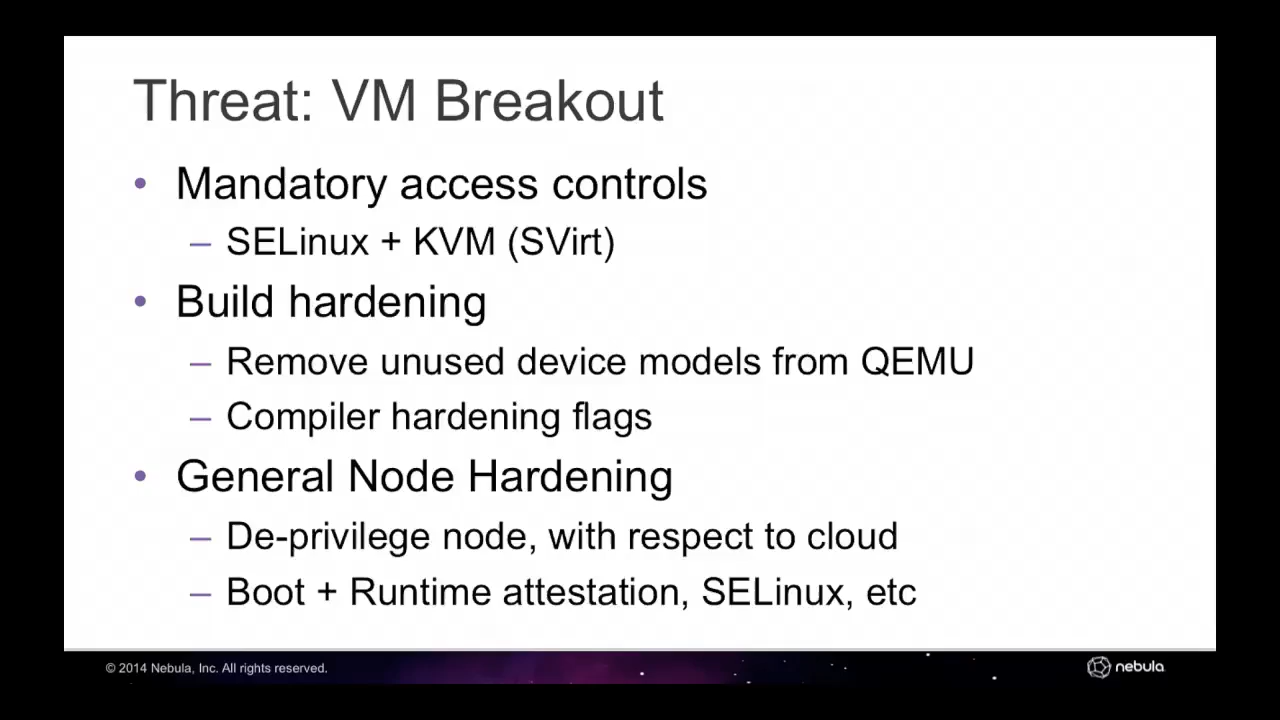 Threat: VM Breakout
• Mandatory access controls
– SELinux + KVM (SVirt)
• Build hardening
– Remove unused device models from QEMU
– Compiler hardening flags
• General Node Hardening
– De-privilege node, with respect to cloud
– Boot + Runtime attestation, SELinux, etc
© 2014 Nebula, Inc. All rights reserved.
nebula